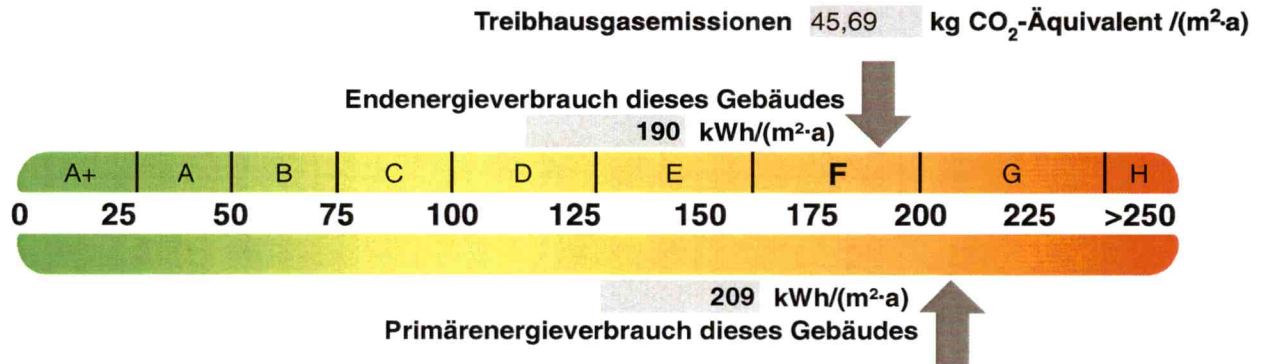 Treibhausgasemissionen 45,69 kg CO₂-Äquivalent /(m²·a)
Endenergieverbrauch dieses Gebäudes
190 kWh/(m²·a)
A+ A B C D E F G H
0 25 50 75 100 125 150 175 200 225 >250
209 kWh/(m²·a)
Primärenergieverbrauch dieses Gebäudes